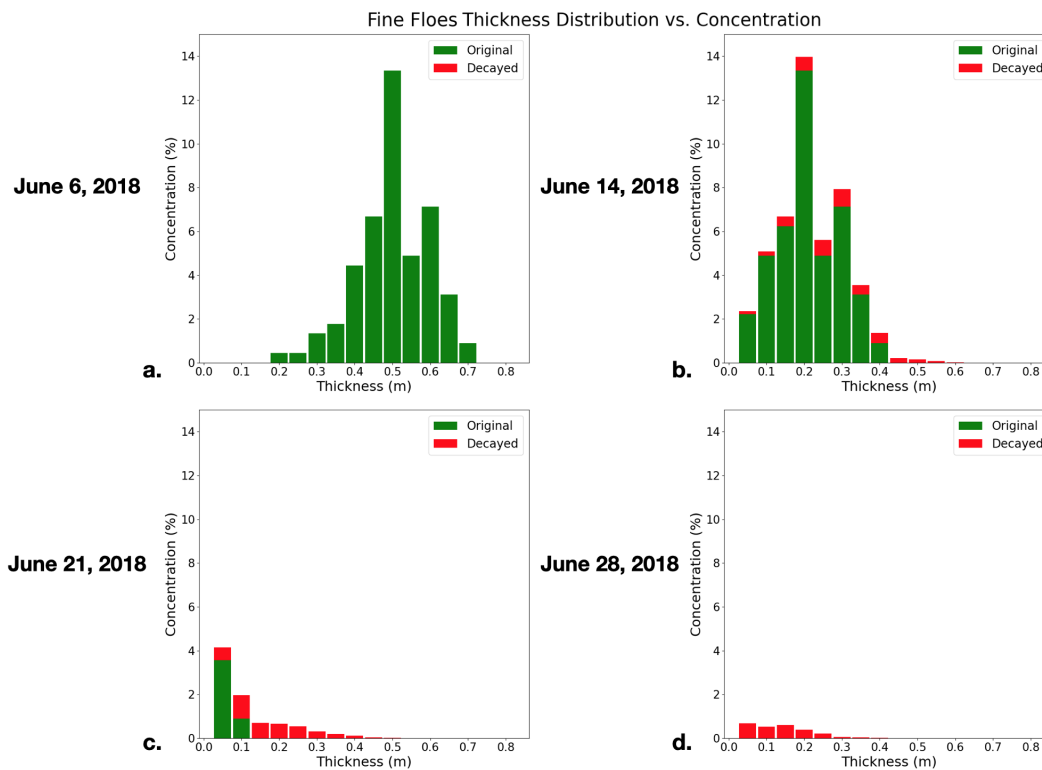 Fine Floes Thickness Distribution vs. Concentration
June 6, 2018
a.
Concentration (%)
14
12
10
8
6
4
2
0
Original
Decayed
0.0 0.1 0.2 0.3 0.4 0.5 0.6 0.7 0.8
Thickness (m)
June 14, 2018
b.
Concentration (%)
14
12
10
8
6
4
2
0
Original
Decayed
0.0 0.1 0.2 0.3 0.4 0.5 0.6 0.7 0.8
Thickness (m)
June 21, 2018
c.
Concentration (%)
14
12
10
8
6
4
2
0
Original
Decayed
0.0 0.1 0.2 0.3 0.4 0.5 0.6 0.7 0.8
Thickness (m)
June 28, 2018
d.
Concentration (%)
14
12
10
8
6
4
2
0
Original
Decayed
0.0 0.1 0.2 0.3 0.4 0.5 0.6 0.7 0.8
Thickness (m)